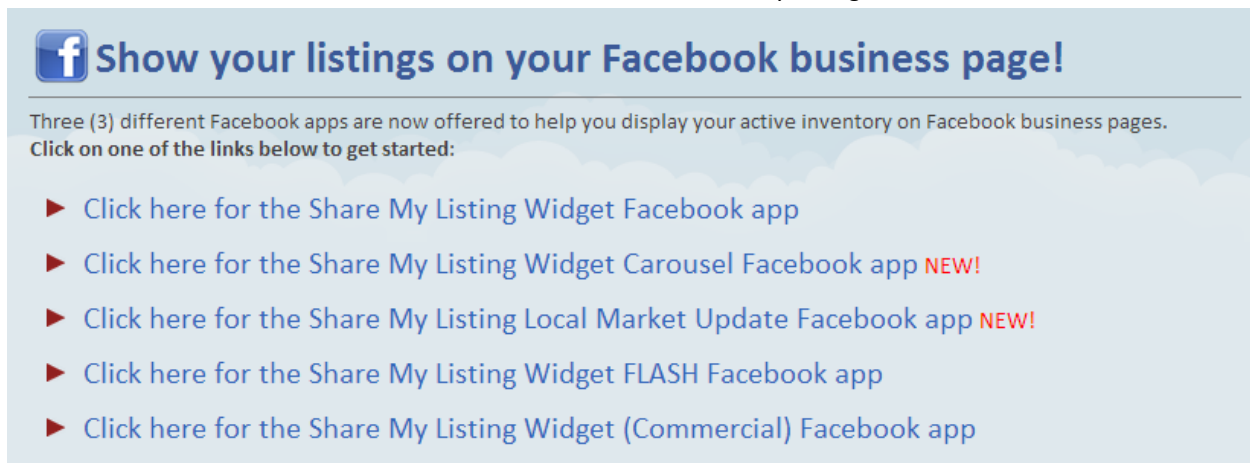 f Show your listings on your Facebook business page!
Three (3) different Facebook apps are now offered to help you display your active inventory on Facebook business pages.
Click on one of the links below to get started:
Click here for the Share My Listing Widget Facebook app
Click here for the Share My Listing Widget Carousel Facebook app NEW!
Click here for the Share My Listing Local Market Update Facebook app NEW!
Click here for the Share My Listing Widget FLASH Facebook app
Click here for the Share My Listing Widget (Commercial) Facebook app